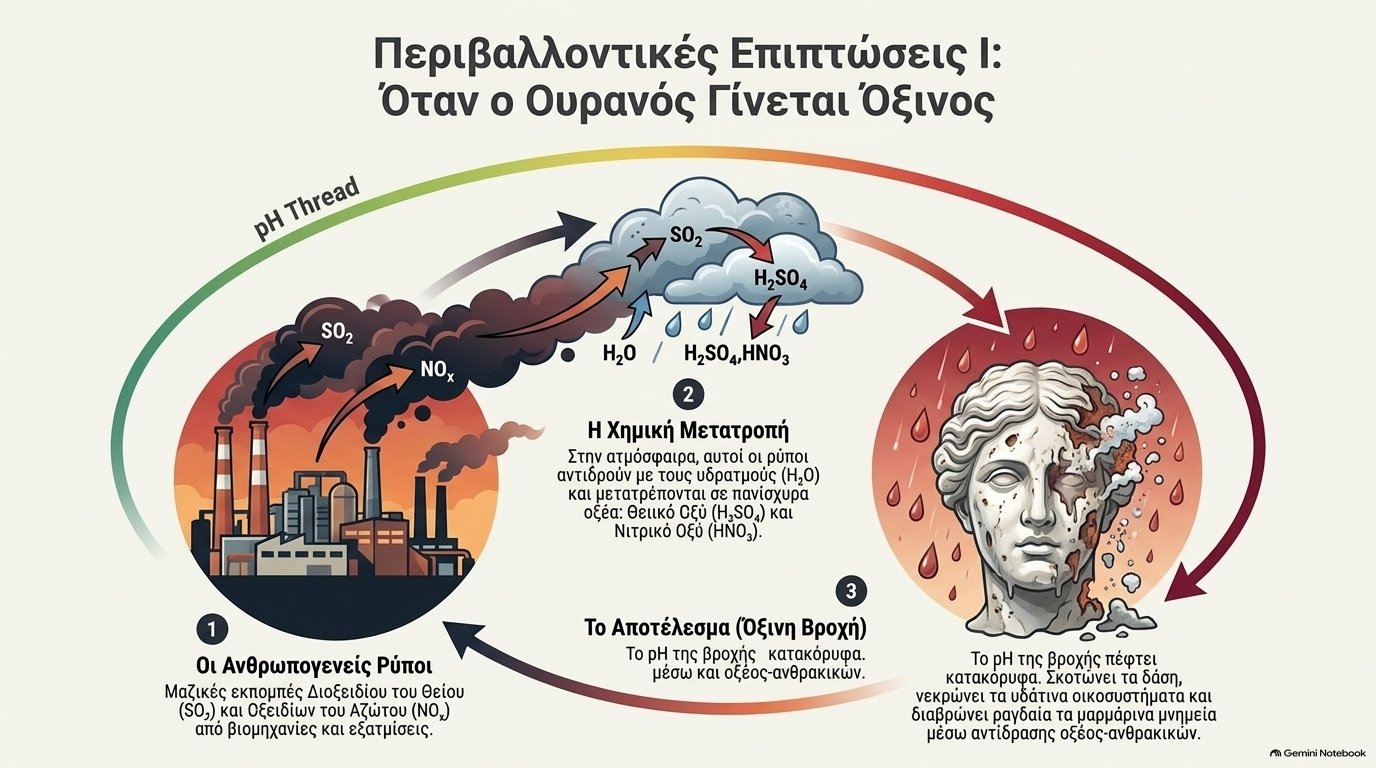 Περιβαλλοντικές Επιπτώσεις Ι:
Όταν ο Ουρανός Γίνεται Όξινος
pH Thread
SO₂
NOₓ
SO₂
H₂SO₄
H₂O
H₂SO₄,HNO₃
1
Οι Ανθρωπογενείς Ρύποι
Μαζικές εκπομπές Διοξειδίου του Θείου
(SO₂) και Οξειδίων του Αζώτου (NOₓ)
από βιομηχανίες και εξατμίσεις.
2
Η Χημική Μετατροπή
Στην ατμόσφαιρα, αυτοί οι ρύποι
αντιδρούν με τους υδρατμούς (H₂O)
και μετατρέπονται σε πανίσχυρα
οξέα: Θειικό Οξύ (H₃SO₄) και
Νιτρικό Οξύ (HNO₃).
3
Το Αποτέλεσμα (Όξινη Βροχή)
Το pH της βροχής κατακόρυφα.
μέσω και οξέος-ανθρακικών.
Το pH της βροχής πέφτει
κατακόρυφα. Σκοτώνει τα δάση,
νεκρώνει τα υδάτινα οικοσυστήματα και
διαβρώνει ραγδαία τα μαρμάρινα μνημεία
μέσω αντίδρασης οξέος-ανθρακικών.
Gemini Notebook